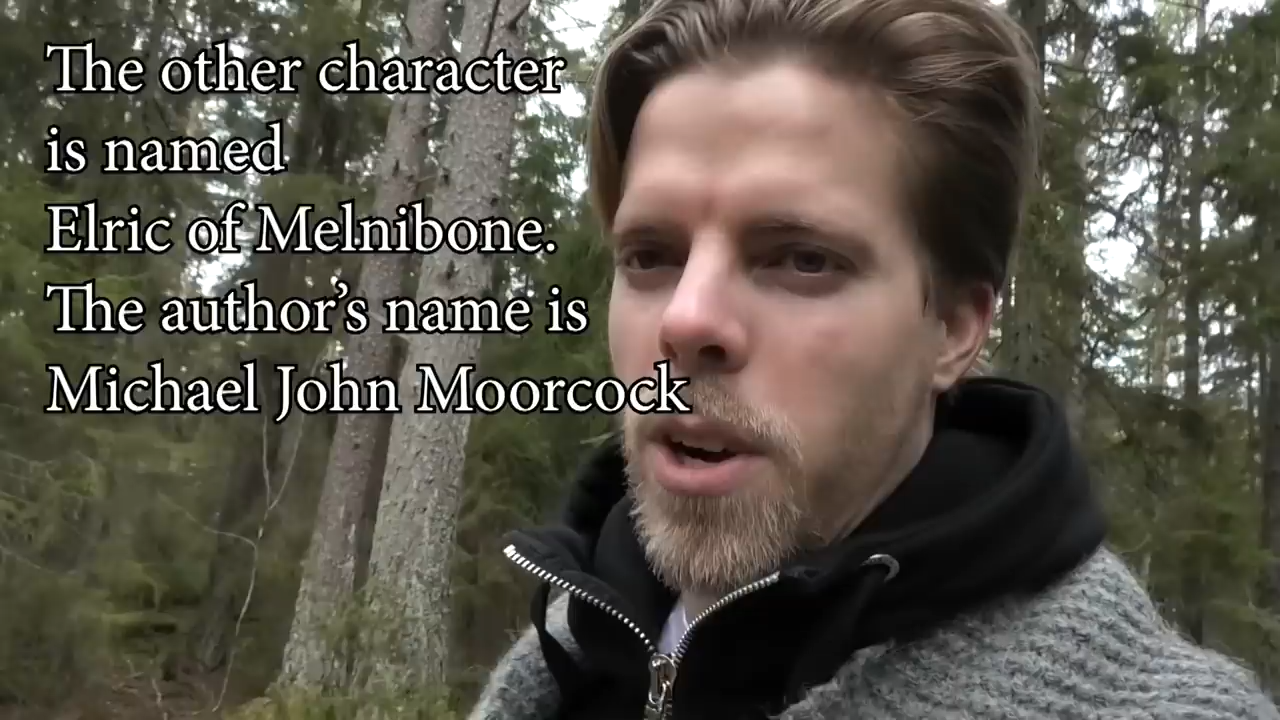 The other character
is named
Elric of Melnibone.
The author’s name is
Michael John Moorcock